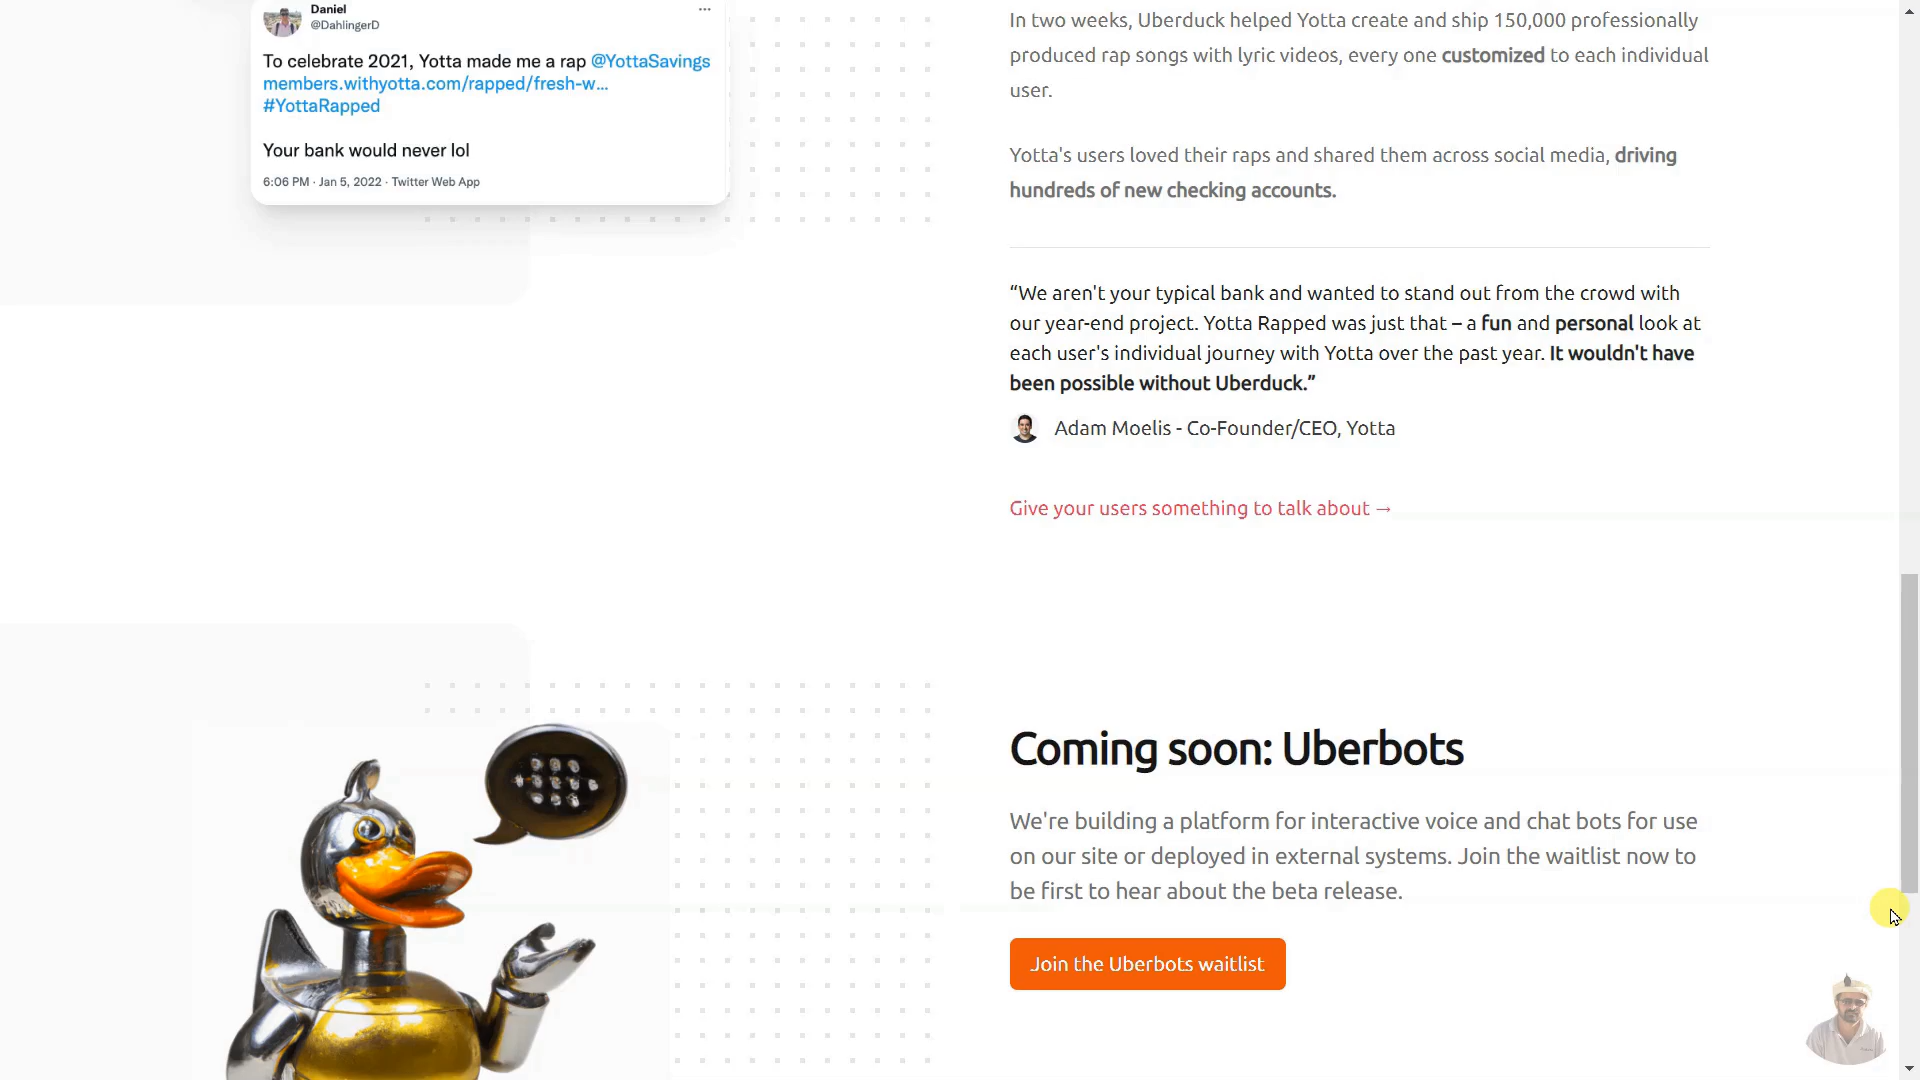 Daniel
@DahlingerD
To celebrate 2021, Yotta made me a rap @YottaSavings
members.withyotta.com/rapped/fresh-w...
#YottaRapped
Your bank would never lol
6:06 PM · Jan 5, 2022 · Twitter Web App
In two weeks, Uberduck helped Yotta create and ship 150,000 professionally
produced rap songs with lyric videos, every one customized to each individual
user.
Yotta's users loved their raps and shared them across social media, driving
hundreds of new checking accounts.
“We aren't your typical bank and wanted to stand out from the crowd with
our year-end project. Yotta Rapped was just that – a fun and personal look at
each user's individual journey with Yotta over the past year. It wouldn't have
been possible without Uberduck.”
Adam Moelis - Co-Founder/CEO, Yotta
Give your users something to talk about →
Coming soon: Uberbots
We're building a platform for interactive voice and chat bots for use
on our site or deployed in external systems. Join the waitlist now to
be first to hear about the beta release.
Join the Uberbots waitlist